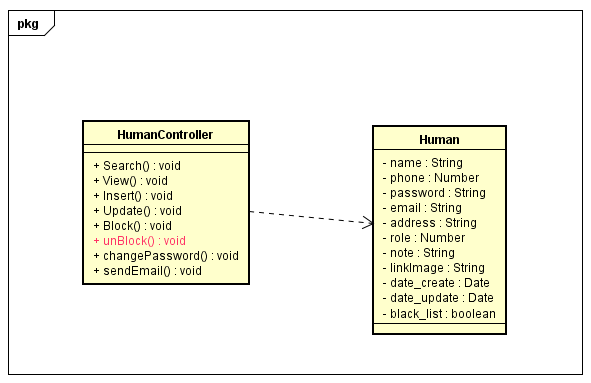 pkg
HumanController
+ Search() : void
+ View() : void
+ Insert() : void
+ Update() : void
+ Block() : void
+ unBlock() : void
+ changePassword() : void
+ sendEmail() : void
Human
- name : String
- phone : Number
- password : String
- email : String
- address : String
- role : Number
- note : String
- linkImage : String
- date_create : Date
- date_update : Date
- black_list : boolean